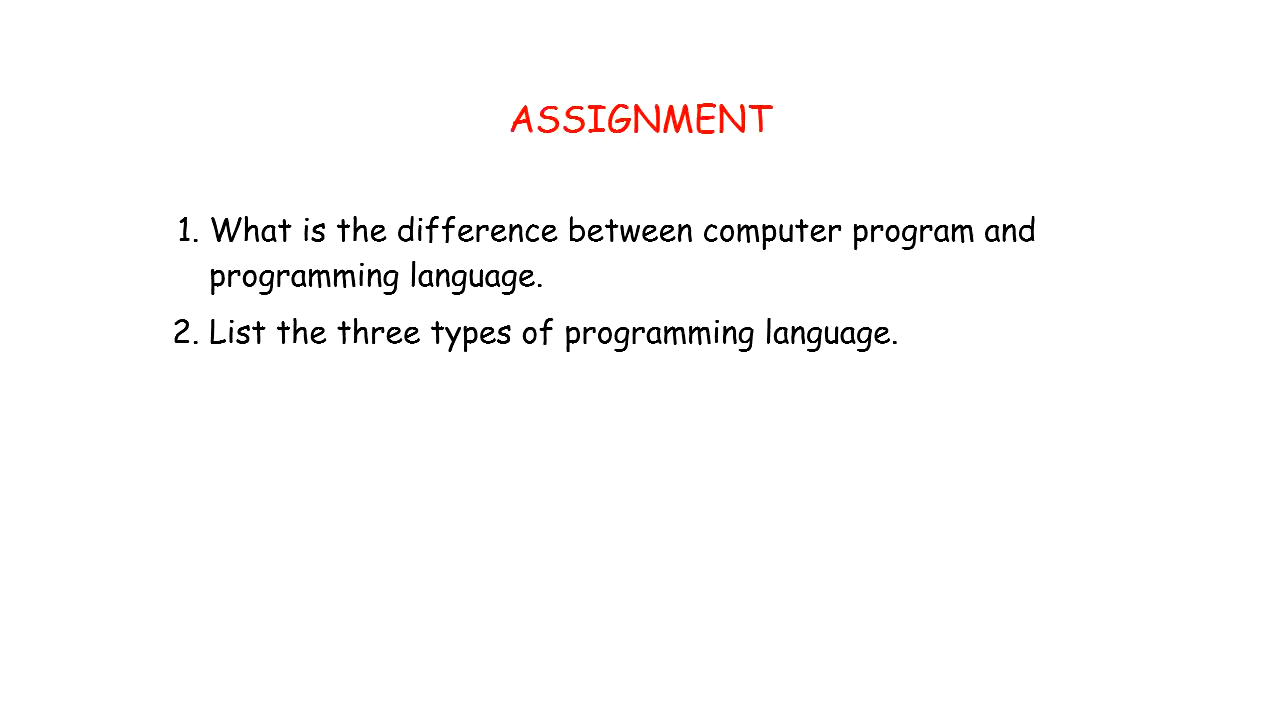 ASSIGNMENT
1. What is the difference between computer program and
programming language.
2. List the three types of programming language.